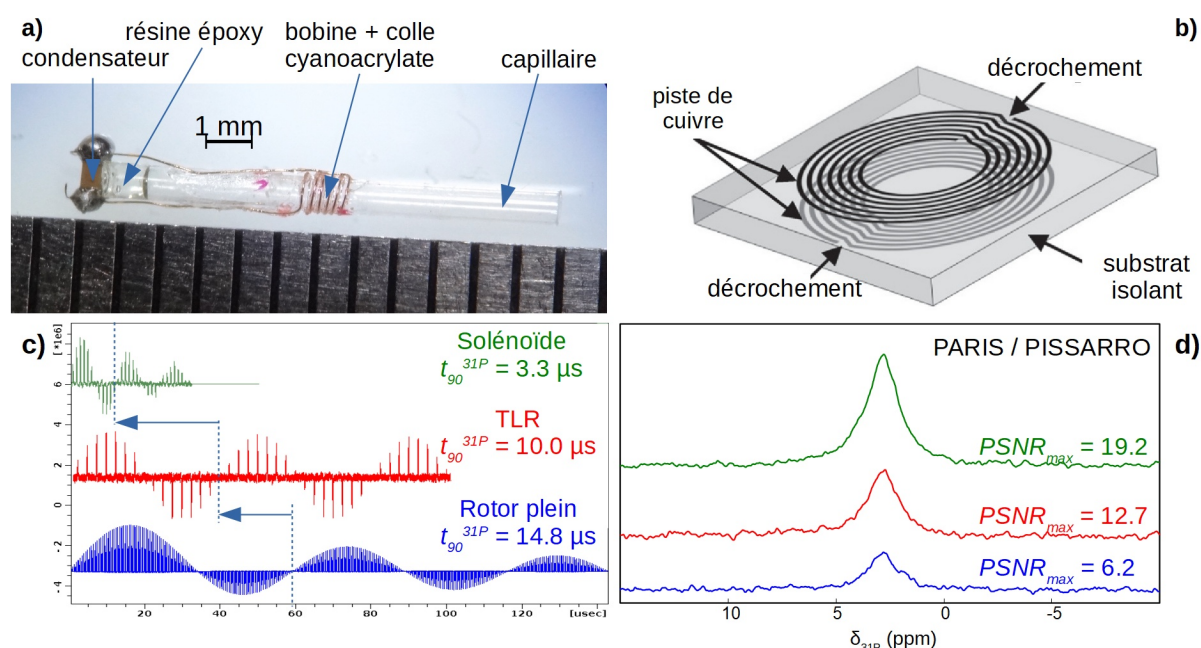 a)
résine époxy
condensateur
bobine + colle
cyanoacrylate
capillaire
1 mm
b)
décrochement
piste de
cuivre
décrochement
substrat
isolant
c)
[*1e6]
6
4
2
0
-2
-4
Solénoïde
t90 31P = 3.3 µs
TLR
t90 31P = 10.0 µs
Rotor plein
t90 31P = 14.8 µs
20 40 60 80 100 120 [usec]
d)
PARIS / PISSARRO
PSNRmax = 19.2
PSNRmax = 12.7
PSNRmax = 6.2
10 5 0 -5
δ31P (ppm)